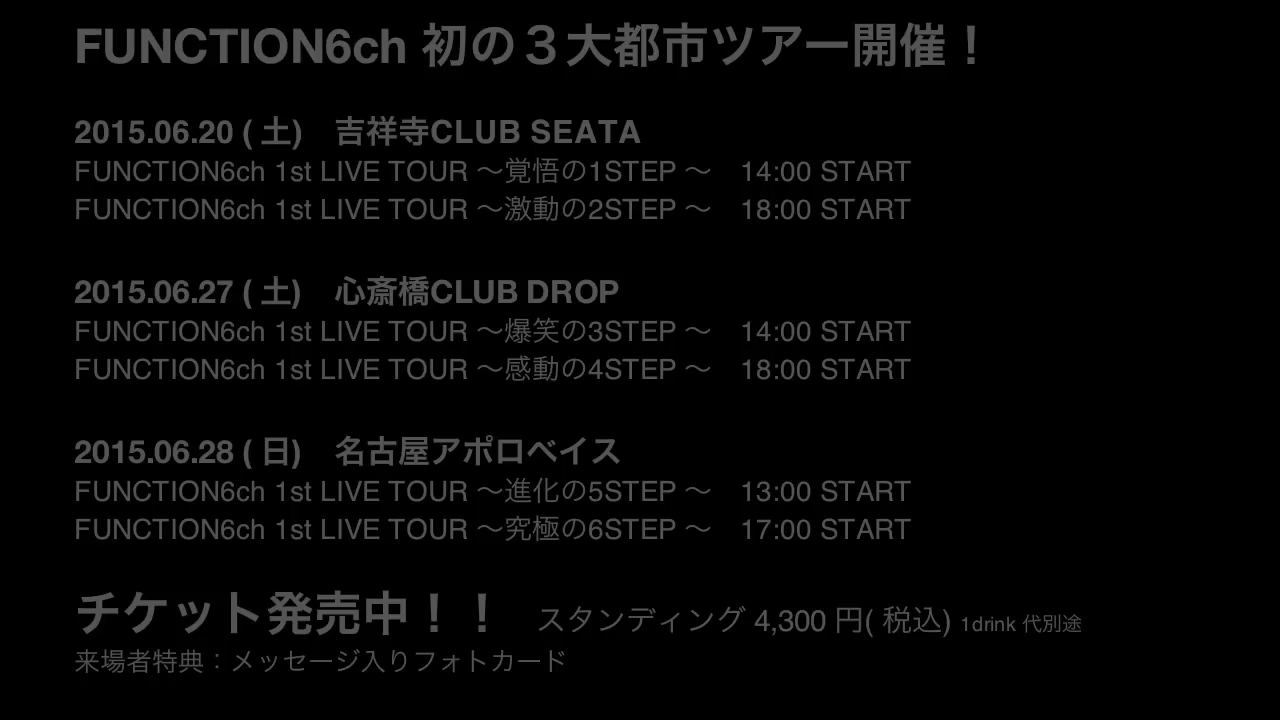 FUNCTION6ch 初の３大都市ツアー開催！
2015.06.20 ( 土)　吉祥寺CLUB SEATA
FUNCTION6ch 1st LIVE TOUR 〜覚悟の1STEP 〜　14:00 START
FUNCTION6ch 1st LIVE TOUR 〜激動の2STEP 〜　18:00 START
2015.06.27 ( 土)　心斎橋CLUB DROP
FUNCTION6ch 1st LIVE TOUR 〜爆笑の3STEP 〜　14:00 START
FUNCTION6ch 1st LIVE TOUR 〜感動の4STEP 〜　18:00 START
2015.06.28 ( 日)　名古屋アポロベイス
FUNCTION6ch 1st LIVE TOUR 〜進化の5STEP 〜　13:00 START
FUNCTION6ch 1st LIVE TOUR 〜究極の6STEP 〜　17:00 START
チケット発売中！！　スタンディング 4,300 円( 税込) 1drink 代別途
来場者特典：メッセージ入りフォトカード